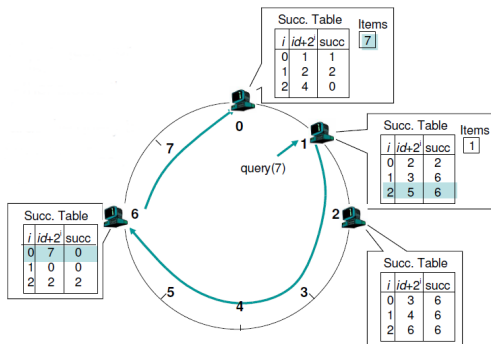 Succ. Table
Items
i id+2^i succ
7
0 1 1
1 2 2
2 4 0
0
Succ. Table
Items
i id+2^i succ
1
0 2 2
1 3 6
2 5 6
7
1
query(7)
Succ. Table
i id+2^i succ
0 7 0
1 0 0
2 2 2
6
2
Succ. Table
i id+2^i succ
0 3 6
1 4 6
2 6 6
5
4
3